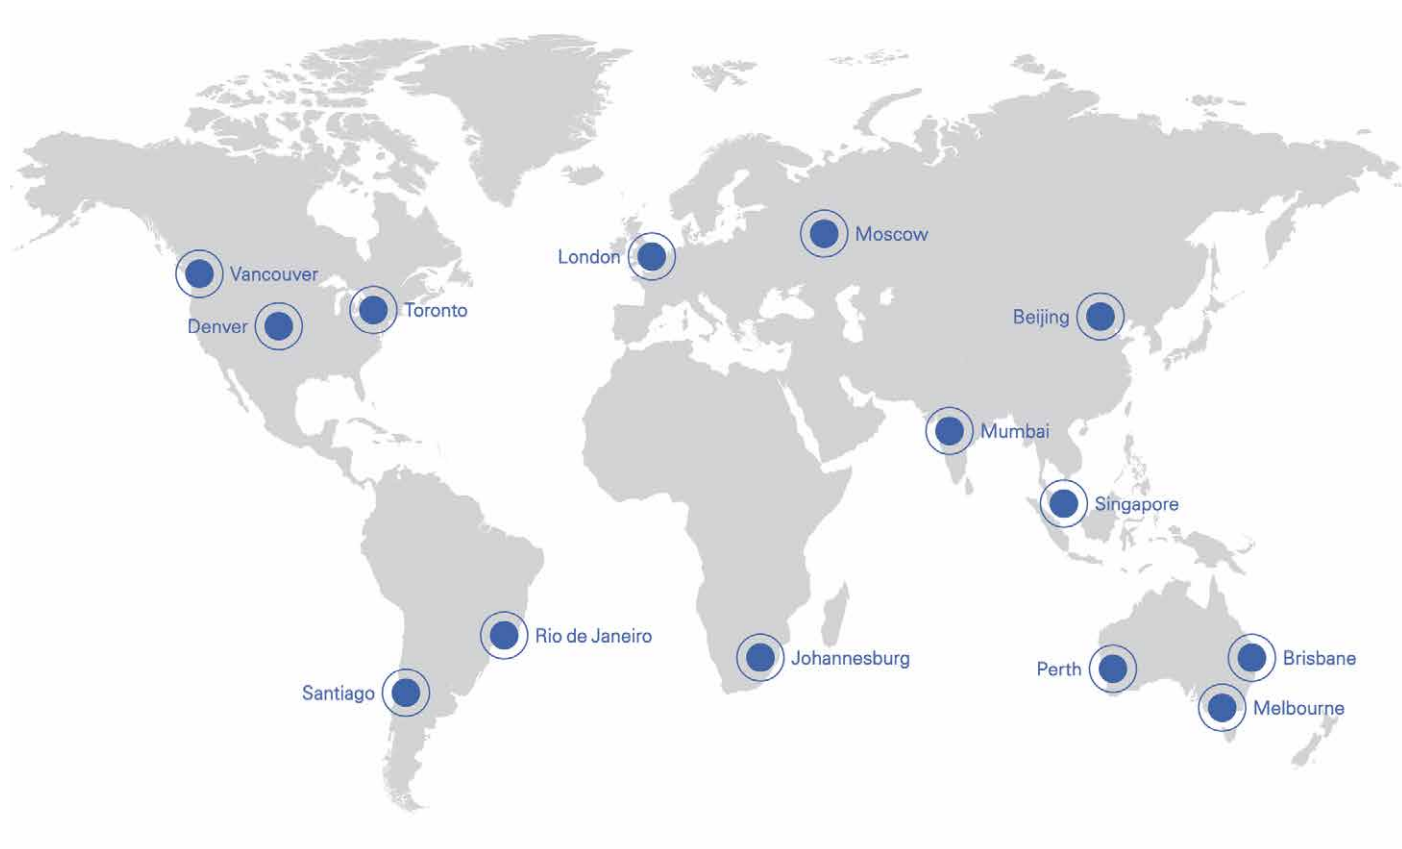 Moscow
London
Vancouver
Toronto
Beijing
Denver
Mumbai
Singapore
Rio de Janeiro
Johannesburg
Brisbane
Perth
Santiago
Melbourne